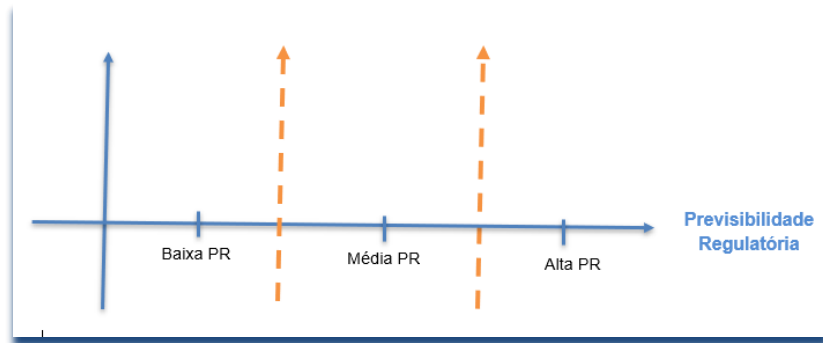 Previsibilidade
Regulatória
Baixa PR
Média PR
Alta PR